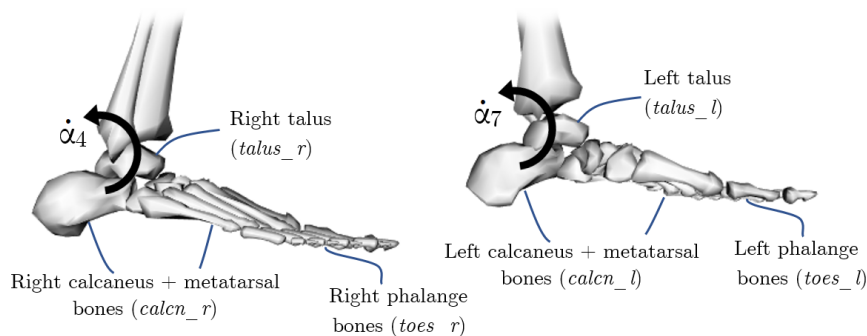 α̇4
Right talus
(talus_r)
Right calcaneus + metatarsal
bones (calcn_r)
Right phalange
bones (toes_r)
α̇7
Left talus
(talus_l)
Left calcaneus + metatarsal
bones (calcn_l)
Left phalange
bones (toes_l)